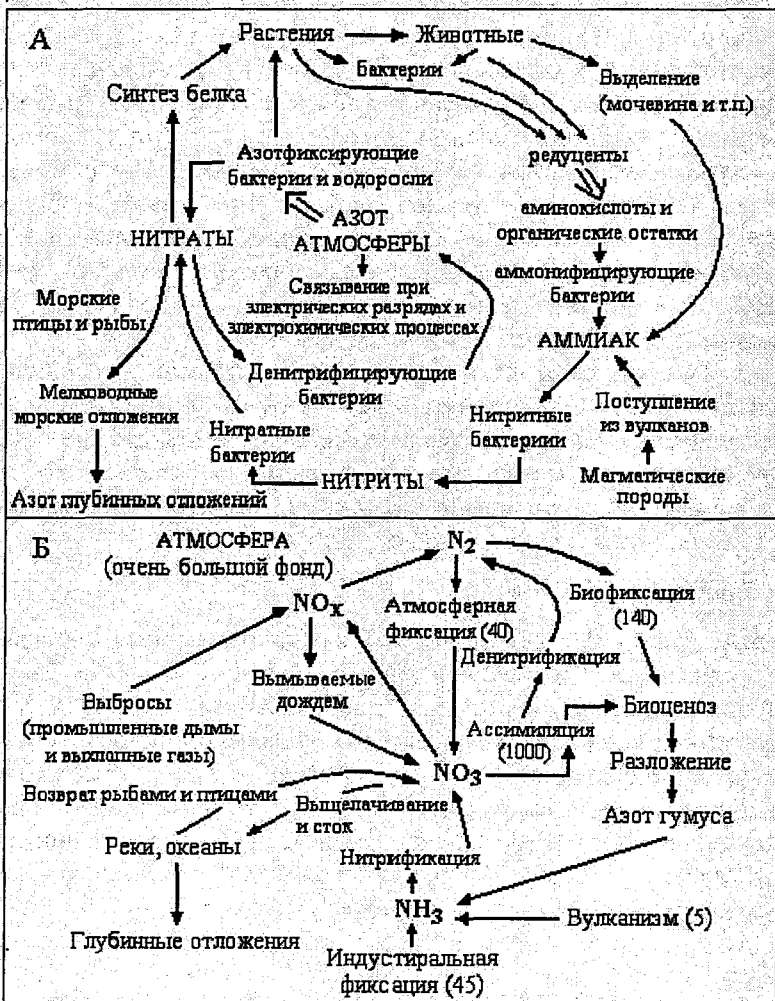 А
Растения
Животные
бактерии
Выделение
(мочевина и т.п.)
Синтез белка
Азотфиксирующие
бактерии и водоросли
редуценты
НИТРАТЫ
АЗОТ
АТМОСФЕРЫ
аминокислоты и
органические остатки
Связывание при
электрических разрядах и
электрохимических процессах
аммонифицирующие
бактерии
Морские
птицы и рыбы
АММИАК
Денитрифицирующие
бактерии
Мелководные
морские отложения
Нитратные
бактерии
Нитритные
бактериии
Поступление
из вулканов
НИТРИТЫ
Магматические
породы
Азот глубинных отложений
Б
АТМОСФЕРА
(очень большой фонд)
N2
NOx
Атмосферная
фиксация (40)
Биофиксация
(140)
Денитрификация
Вымываемые
дождем
Выбросы
(промышленные дымы
и выхлопные газы)
Ассимиляция
(1000)
Биоценоз
NO3
Разложение
Возврат рыбами и птицами
Выщелачивание
и сток
Азот гумуса
Реки, океаны
Нитрификация
NH3
Вулканизм (5)
Глубинные отложения
Индустиральная
фиксация (45)